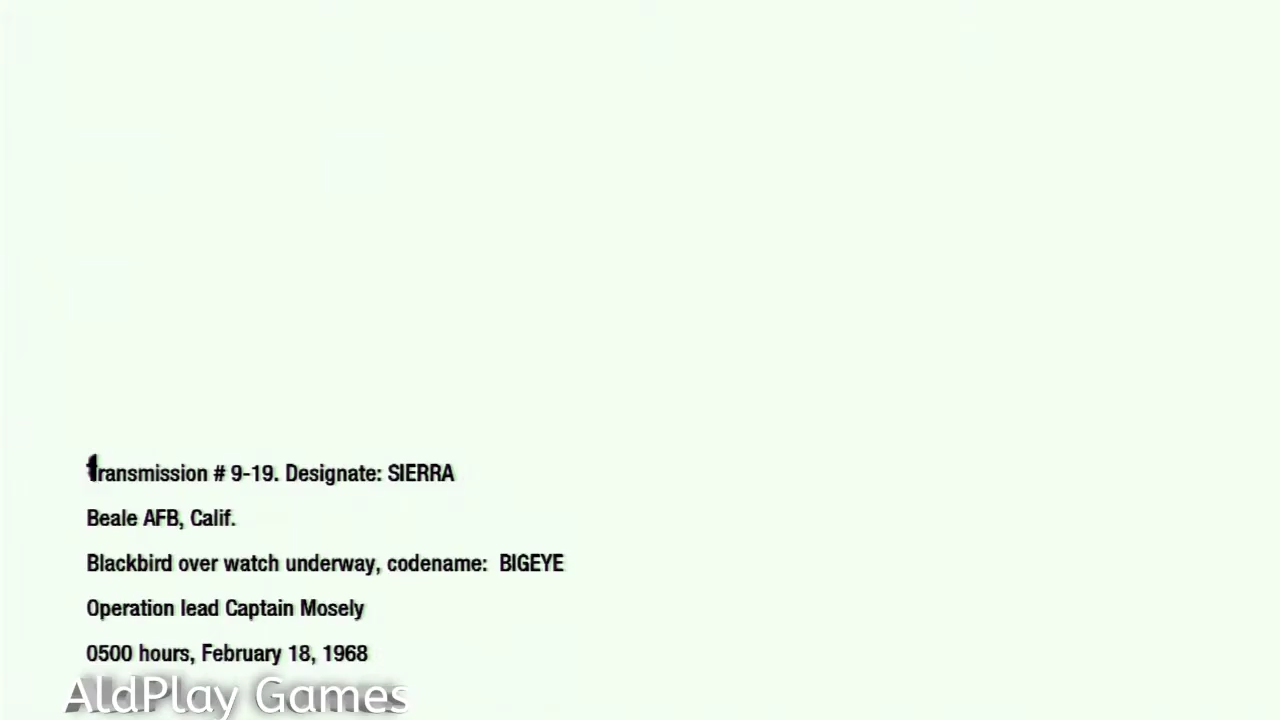 transmission # 9-19. Designate: SIERRA
Beale AFB, Calif.
Blackbird over watch underway, codename: BIGEYE
Operation lead Captain Mosely
0500 hours, February 18, 1968
AldPlay Games